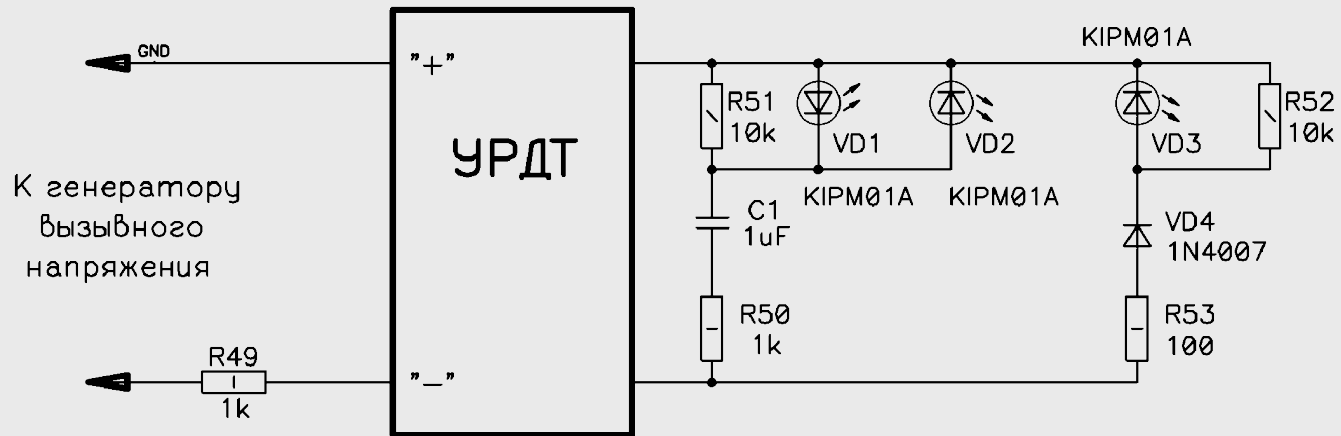 GND
"+"
УРДТ
"–"
К генератору
вызывного
напряжения
R49
1k
R51
10k
VD1
KIPM01A
VD2
KIPM01A
KIPM01A
VD3
R52
10k
C1
1uF
R50
1k
VD4
1N4007
R53
100